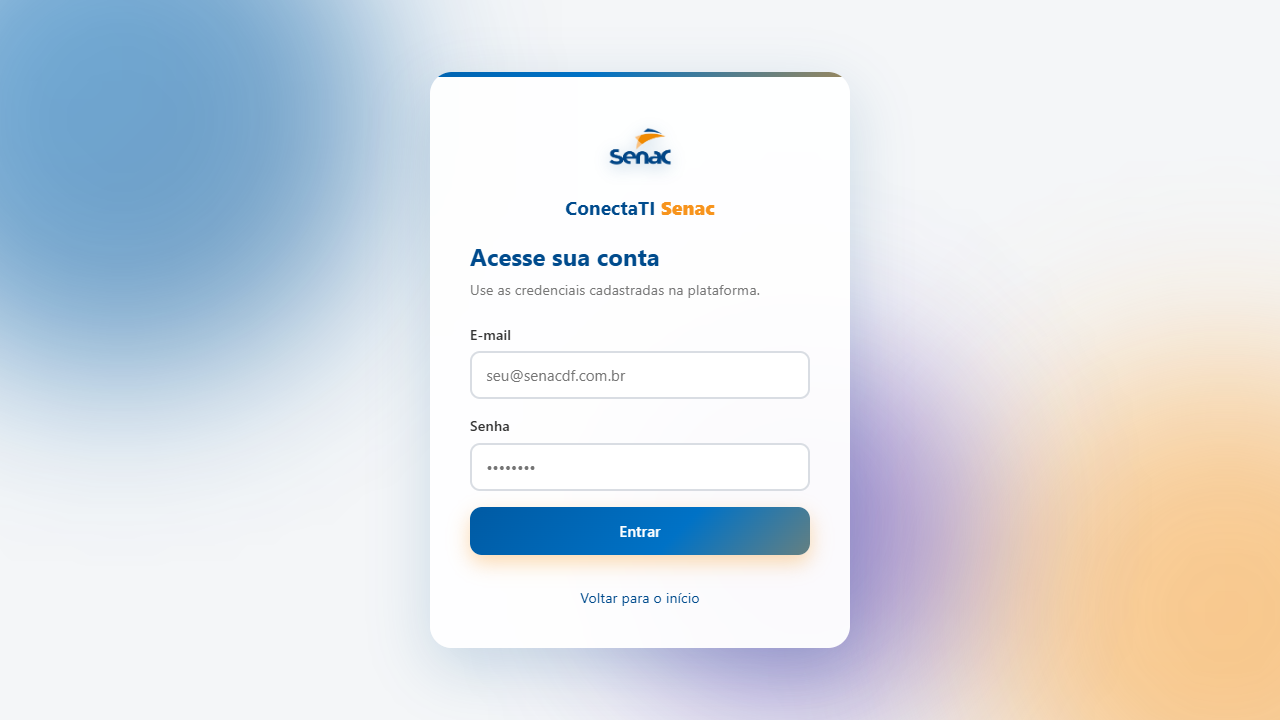 Senac
ConectaTI Senac
Acesse sua conta
Use as credenciais cadastradas na plataforma.
E-mail
seu@senacdf.com.br
Senha
••••••••
Entrar
Voltar para o início